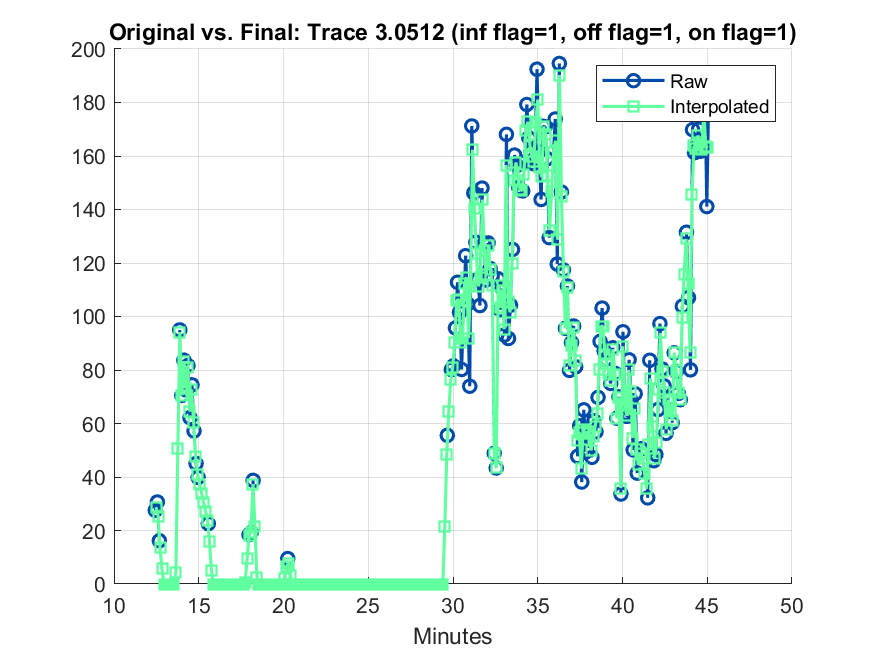 Original vs. Final: Trace 3.0512 (inf flag=1, off flag=1, on flag=1)
200
180
160
140
120
100
80
60
40
20
0
Raw
Interpolated
10 15 20 25 30 35 40 45 50
Minutes